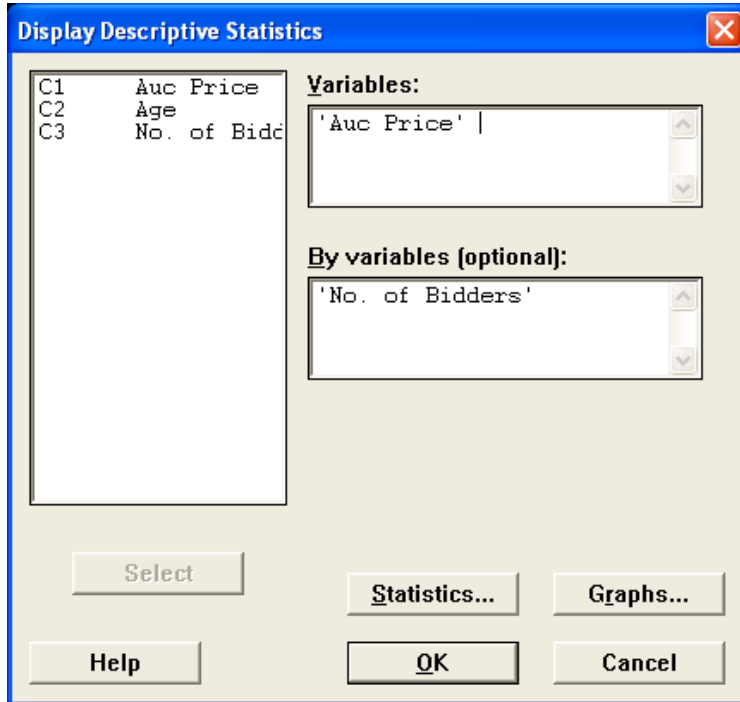 Display Descriptive Statistics
C1 Auc Price
C2 Age
C3 No. of Bidd
Variables:
'Auc Price'
By variables (optional):
'No. of Bidders'
Select
Statistics...
Graphs...
Help
OK
Cancel